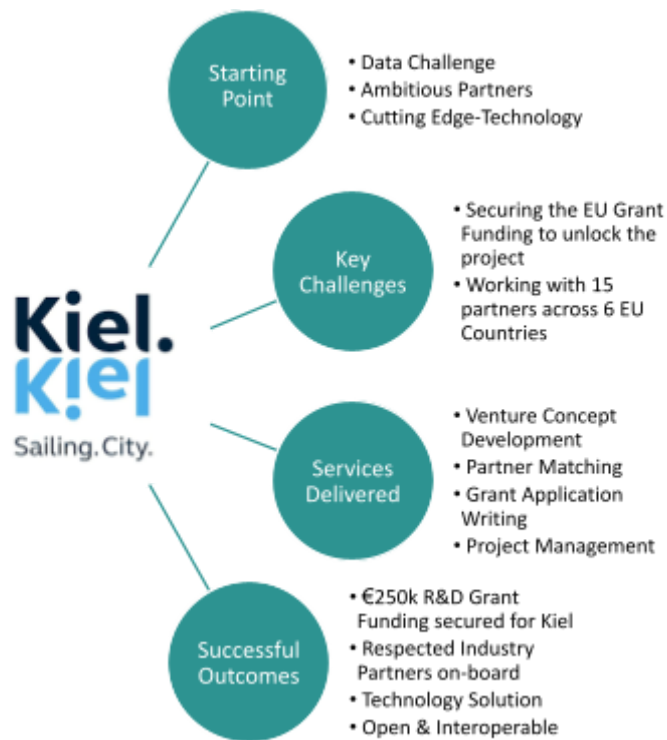 Starting
Point
• Data Challenge
• Ambitious Partners
• Cutting Edge-Technology
Key
Challenges
• Securing the EU Grant
Funding to unlock the
project
• Working with 15
partners across 6 EU
Countries
Kiel.
Kiel
Sailing.City.
Services
Delivered
• Venture Concept
Development
• Partner Matching
• Grant Application
Writing
• Project Management
Successful
Outcomes
• €250k R&D Grant
Funding secured for Kiel
• Respected Industry
Partners on-board
• Technology Solution
• Open & Interoperable